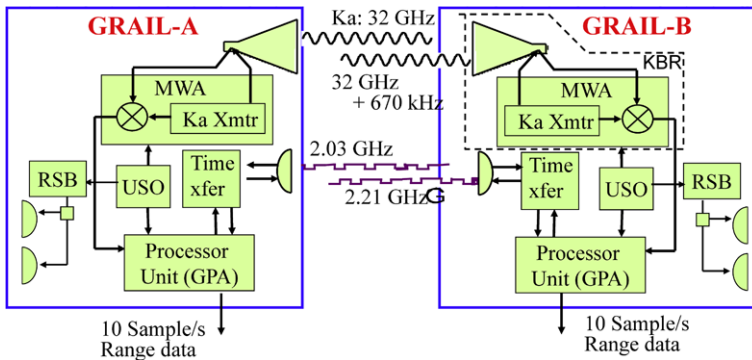 GRAIL-A
Ka: 32 GHz
GRAIL-B
KBR
MWA
32 GHz
+ 670 kHz
MWA
Ka Xmtr
Ka Xmtr
2.03 GHz
Time
xfer
Time
xfer
RSB
USO
USO
RSB
2.21 GHz
G
Processor
Unit (GPA)
Processor
Unit (GPA)
10 Sample/s
Range data
10 Sample/s
Range data